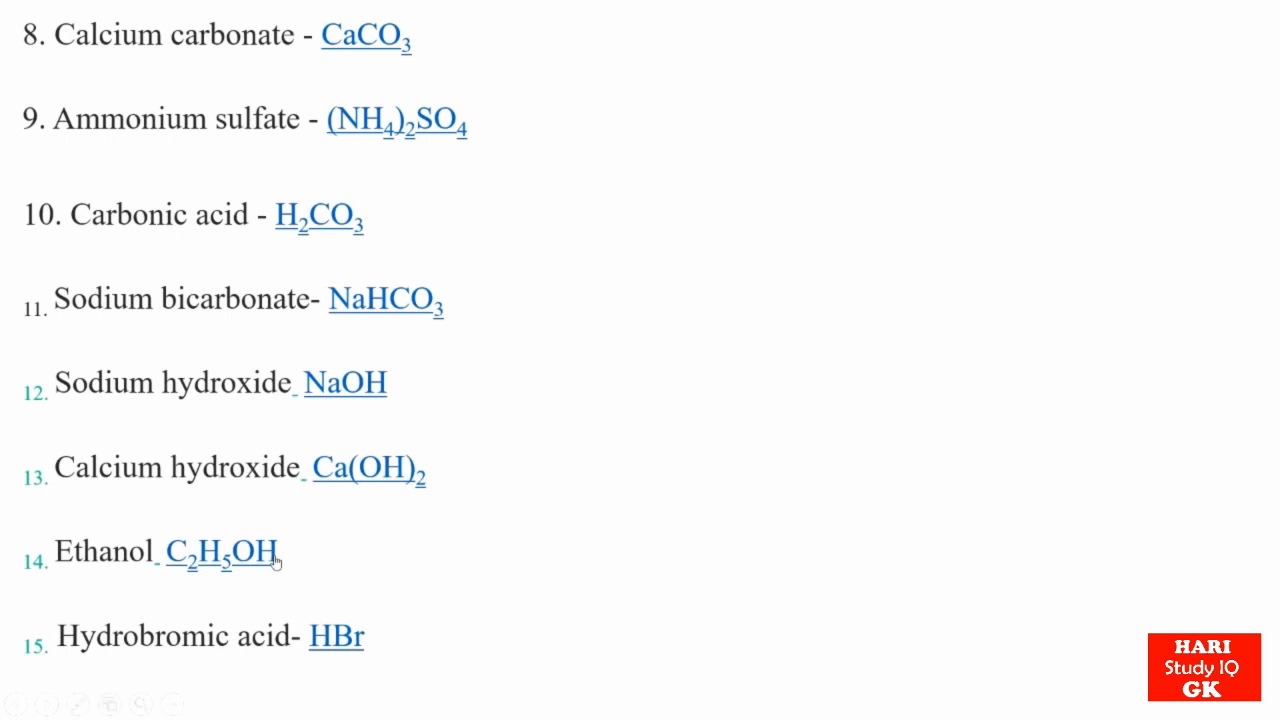 8. Calcium carbonate - CaCO₃
9. Ammonium sulfate - (NH₄)₂SO₄
10. Carbonic acid - H₂CO₃
11. Sodium bicarbonate- NaHCO₃
12. Sodium hydroxide - NaOH
13. Calcium hydroxide - Ca(OH)₂
14. Ethanol - C₂H₅OH
15. Hydrobromic acid- HBr
HARI
Study IQ
GK